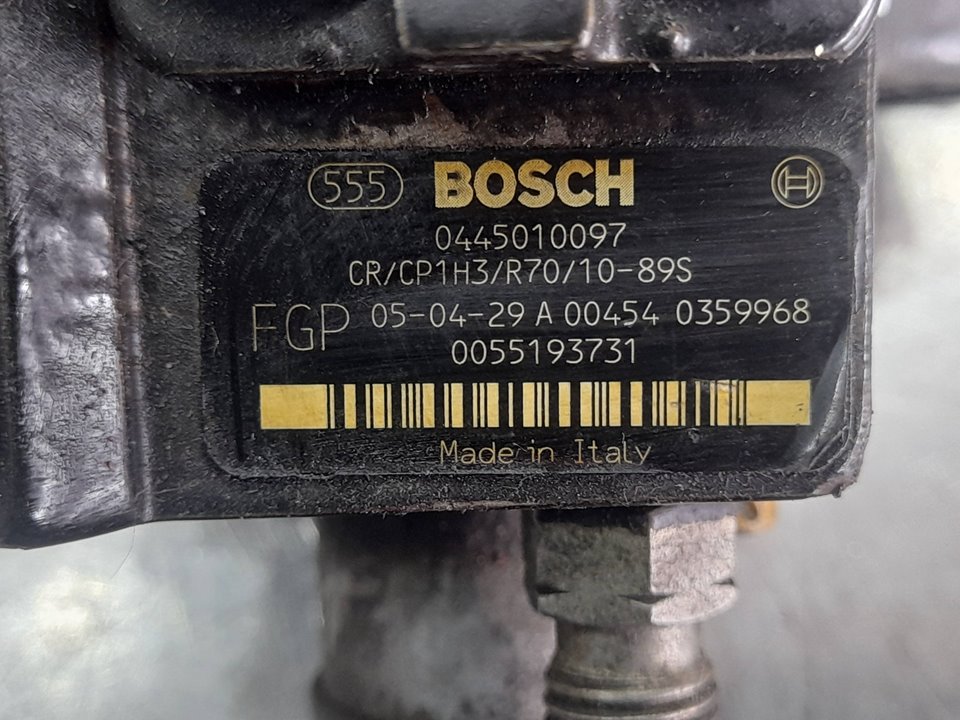 555 BOSCH
0445010097
CR/CP1H3/R70/10-89S
FGP 05-04-29 A 00454 0359968
0055193731
Made in Italy